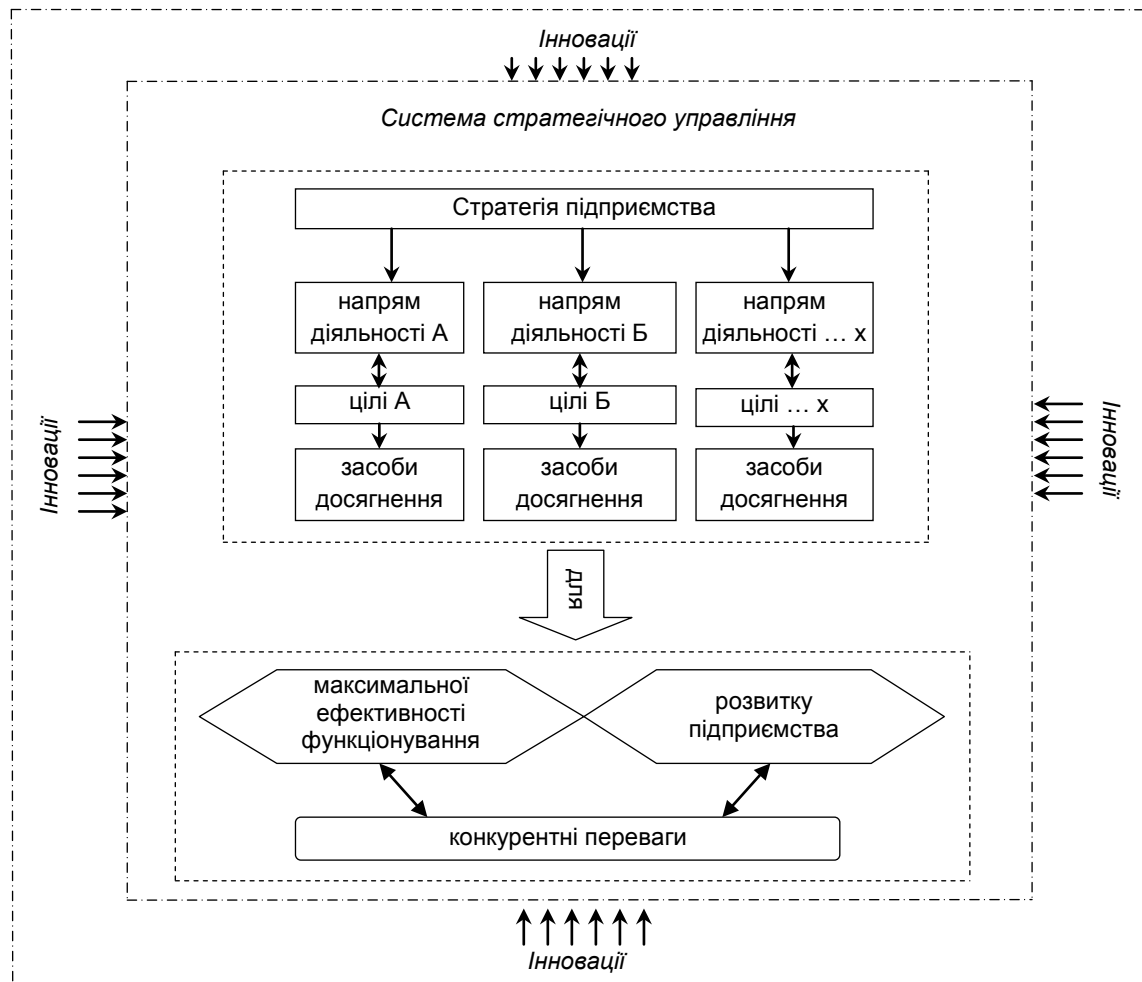 Інновації
Система стратегічного управління
Стратегія підприємства
напрям
діяльності А
напрям
діяльності Б
напрям
діяльності … х
цілі А
цілі Б
цілі … х
засоби
досягнення
засоби
досягнення
засоби
досягнення
Інновації
Інновації
для
максимальної
ефективності
функціонування
розвитку
підприємства
конкурентні переваги
Інновації